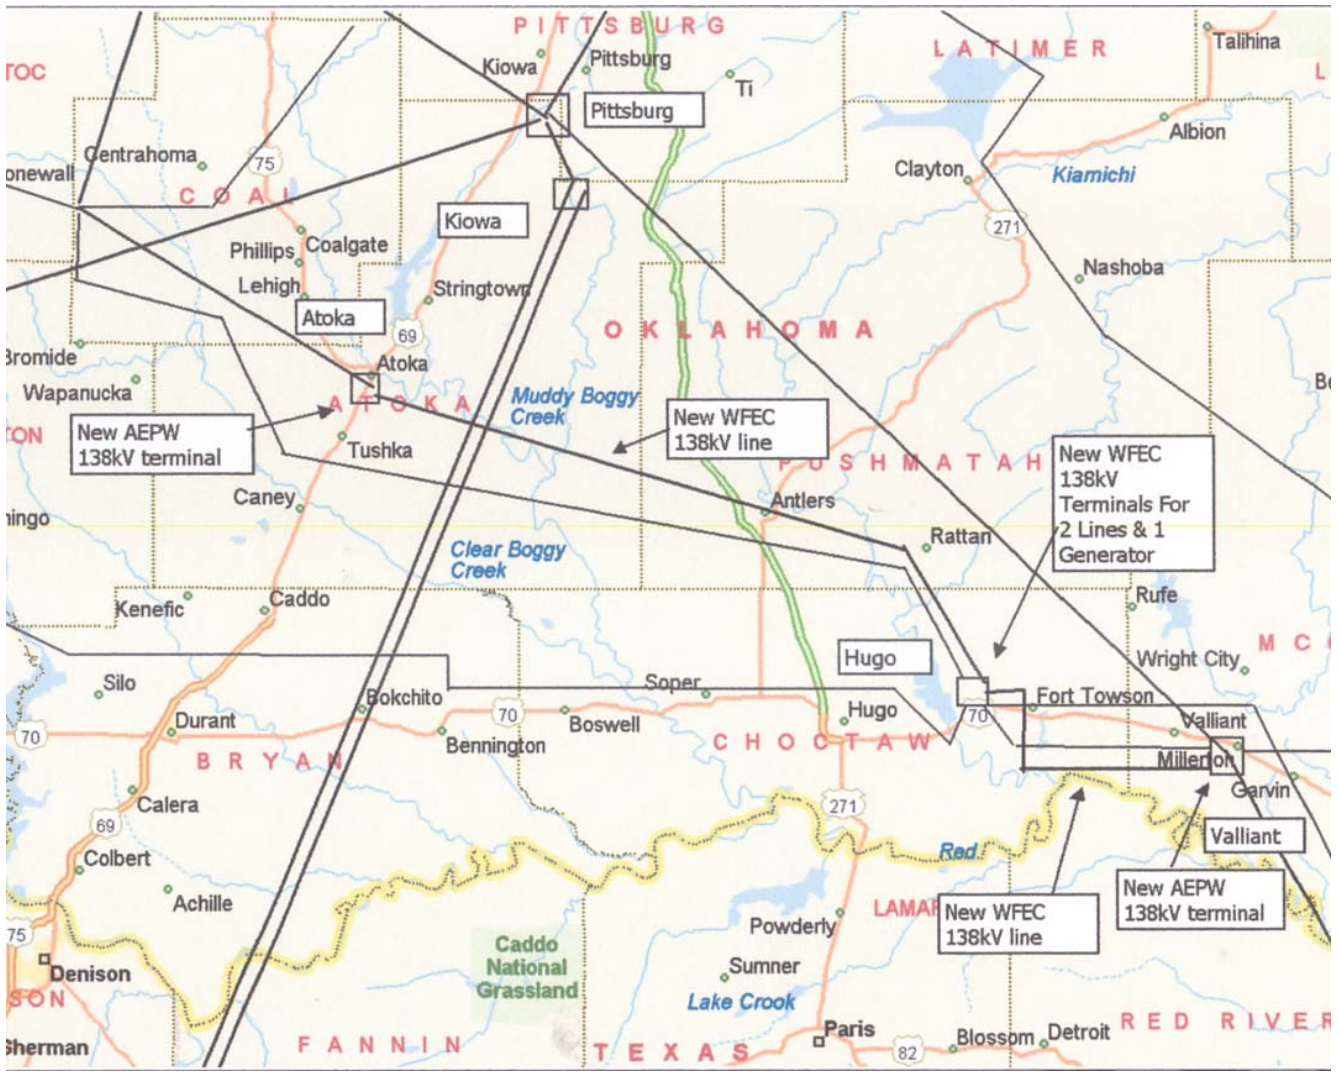 PITTSBURG
LATIMER
Talihina
TOC
Kiowa
Pittsburg
Ti
L
Pittsburg
Albion
75
Centrahoma
onewall
COAL
Clayton
Kiamichi
Kiowa
271
Phillips
Coalgate
Nashoba
Lehigh
Stringtown
Atoka
OKLAHOMA
69
Bromide
Atoka
Wapanucka
Bo
ATOKA
Muddy Boggy
Creek
New WFEC
138kV line
New AEPW
138kV terminal
TON
Tushka
PUSHMATAH
New WFEC
138kV
Terminals For
2 Lines & 1
Generator
Caney
Antlers
mingo
Rattan
Clear Boggy
Creek
Kenefic
Caddo
Rufe
Hugo
MC
Wright City
Silo
Bokchito
Soper
Fort Towson
70
Durant
70
Boswell
Hugo
70
Valliant
Bennington
BRYAN
CHOCTAW
Millerton
Garvin
Calera
271
69
Valliant
Colbert
Red
Achille
New AEPW
138kV terminal
LAMAR
New WFEC
138kV line
75
Powderly
Caddo
National
Grassland
Denison
Sumner
SON
Lake Crook
Sherman
FANNIN
TEXAS
Paris
82
Blossom
Detroit
RED RIVER